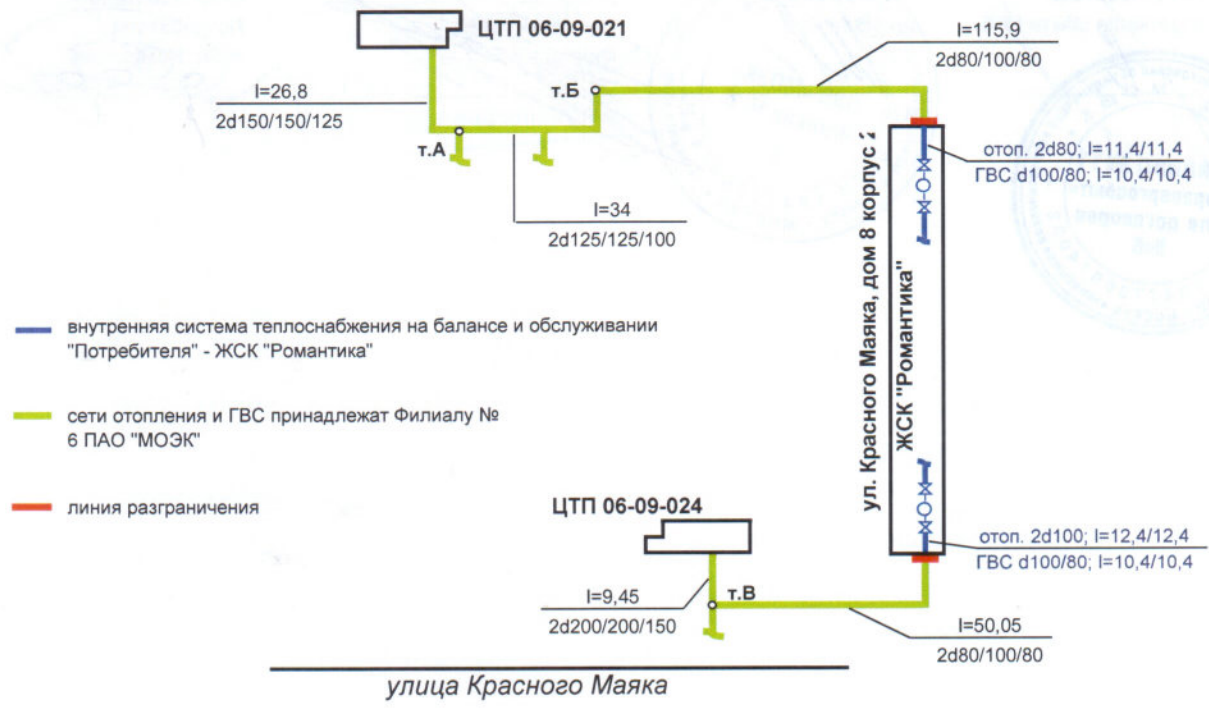 ЦТП 06-09-021
l=115,9
2d80/100/80
l=26,8
2d150/150/125
т.Б
т.А
l=34
2d125/125/100
отоп. 2d80; l=11,4/11,4
ГВС d100/80; l=10,4/10,4
ул. Красного Маяка, дом 8 корпус
ЖСК "Романтика"
внутренняя система теплоснабжения на балансе и обслуживании
"Потребителя" - ЖСК "Романтика"
сети отопления и ГВС принадлежат Филиалу №
6 ПАО "МОЭК"
линия разграничения
ЦТП 06-09-024
l=9,45
2d200/200/150
т.В
отоп. 2d100; l=12,4/12,4
ГВС d100/80; l=10,4/10,4
l=50,05
2d80/100/80
улица Красного Маяка